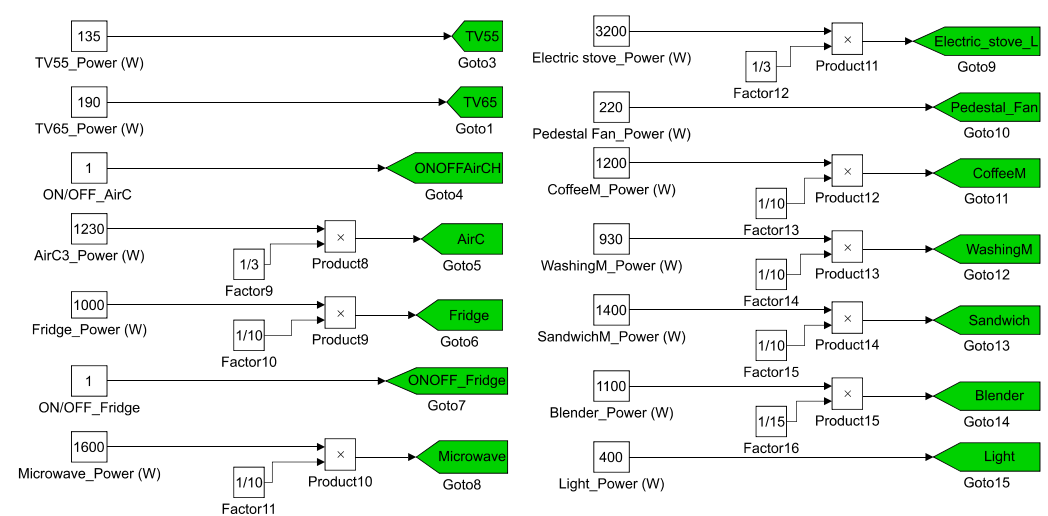 135
TV55
TV55_Power (W)
Goto3
190
TV65
TV65_Power (W)
Goto1
1
ONOFFAirCH
ON/OFF_AirC
Goto4
1230
×
AirC
AirC3_Power (W)
1/3
Product8
Goto5
Factor9
1000
×
Fridge
Fridge_Power (W)
1/10
Product9
Goto6
Factor10
1
ONOFF_Fridge
ON/OFF_Fridge
Goto7
1600
×
Microwave
Microwave_Power (W)
1/10
Product10
Goto8
Factor11
3200
×
Electric_stove_L
Electric stove_Power (W)
1/3
Product11
Goto9
Factor12
220
Pedestal_Fan
Pedestal Fan_Power (W)
Goto10
1200
×
CoffeeM
CoffeeM_Power (W)
1/10
Product12
Goto11
Factor13
930
×
WashingM
WashingM_Power (W)
1/10
Product13
Goto12
Factor14
1400
×
Sandwich
SandwichM_Power (W)
1/10
Product14
Goto13
Factor15
1100
×
Blender
Blender_Power (W)
1/15
Product15
Goto14
Factor16
400
Light
Light_Power (W)
Goto15